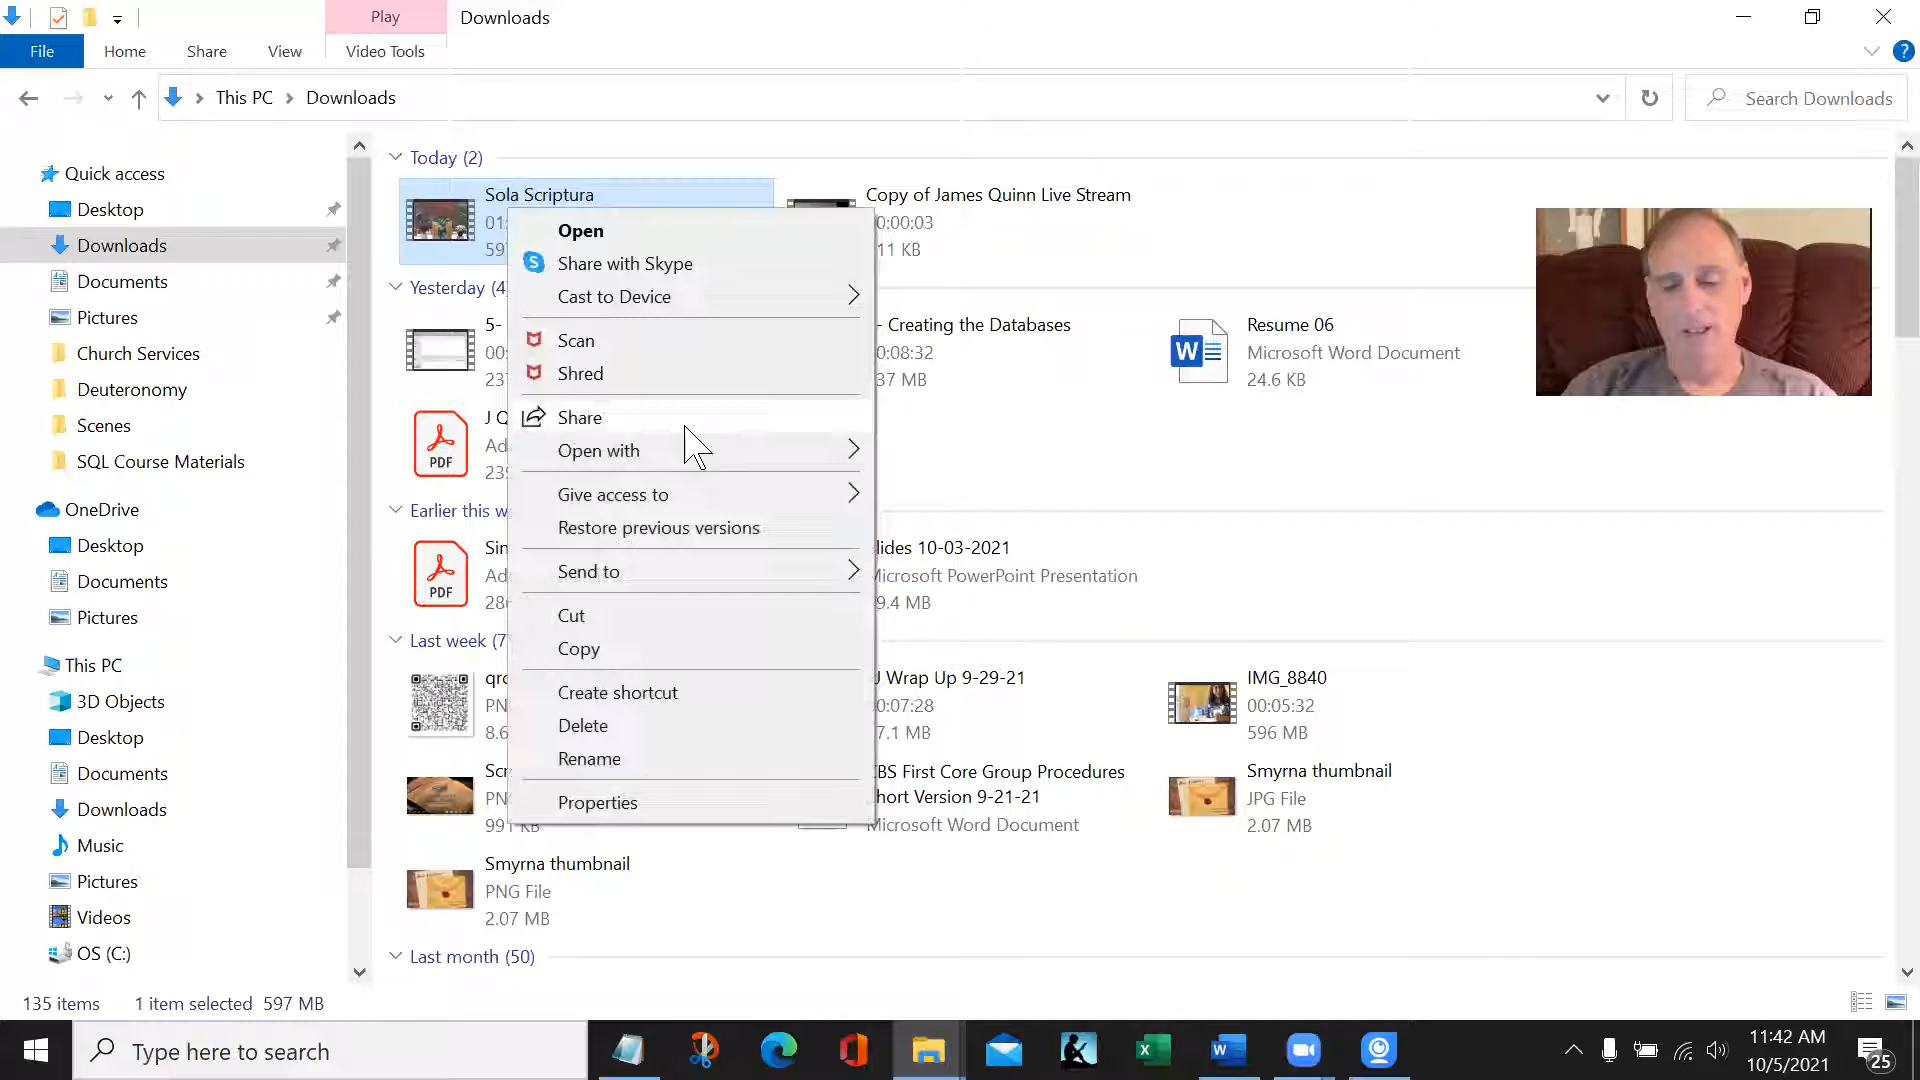 Play
Downloads
File
Home
Share
View
Video Tools
This PC
Downloads
Search Downloads
Quick access
Desktop
Downloads
Documents
Pictures
Church Services
Deuteronomy
Scenes
SQL Course Materials
OneDrive
Desktop
Documents
Pictures
This PC
3D Objects
Desktop
Documents
Downloads
Music
Pictures
Videos
OS (C:)
Today (2)
Sola Scriptura
Copy of James Quinn Live Stream
0:00:03
11 KB
Yesterday (4
5-
- Creating the Databases
0:08:32
37 MB
Resume 06
Microsoft Word Document
24.6 KB
PDF
J Q
Earlier this w
PDF
lides 10-03-2021
Microsoft PowerPoint Presentation
9.4 MB
Last week (7
J Wrap Up 9-29-21
0:07:28
7.1 MB
IMG_8840
00:05:32
596 MB
991 KB
BS First Core Group Procedures
hort Version 9-21-21
Microsoft Word Document
Smyrna thumbnail
JPG File
2.07 MB
Smyrna thumbnail
PNG File
2.07 MB
Last month (50)
Open
Share with Skype
Cast to Device
Scan
Shred
Share
Open with
Give access to
Restore previous versions
Send to
Cut
Copy
Create shortcut
Delete
Rename
Properties
135 items
1 item selected 597 MB
Type here to search
11:42 AM
10/5/2021
25